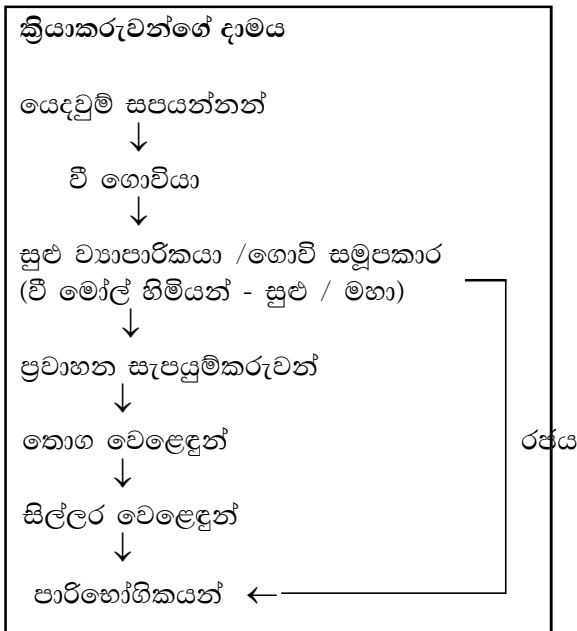 ක්‍රියාකරුවන්ගේ දාමය
යෙදවුම් සපයන්නන්
↓
වී ගොවියා
↓
සුළු ව්‍යාපාරිකයා /ගොවි සමූපකාර
(වී මෝල් හිමියන් - සුළු / මහා)
↓
ප්‍රවාහන සැපයුම්කරුවන්
↓
තොග වෙළෙඳුන්
රජය
↓
සිල්ලර වෙළෙඳුන්
↓
පාරිභෝගිකයන් ←